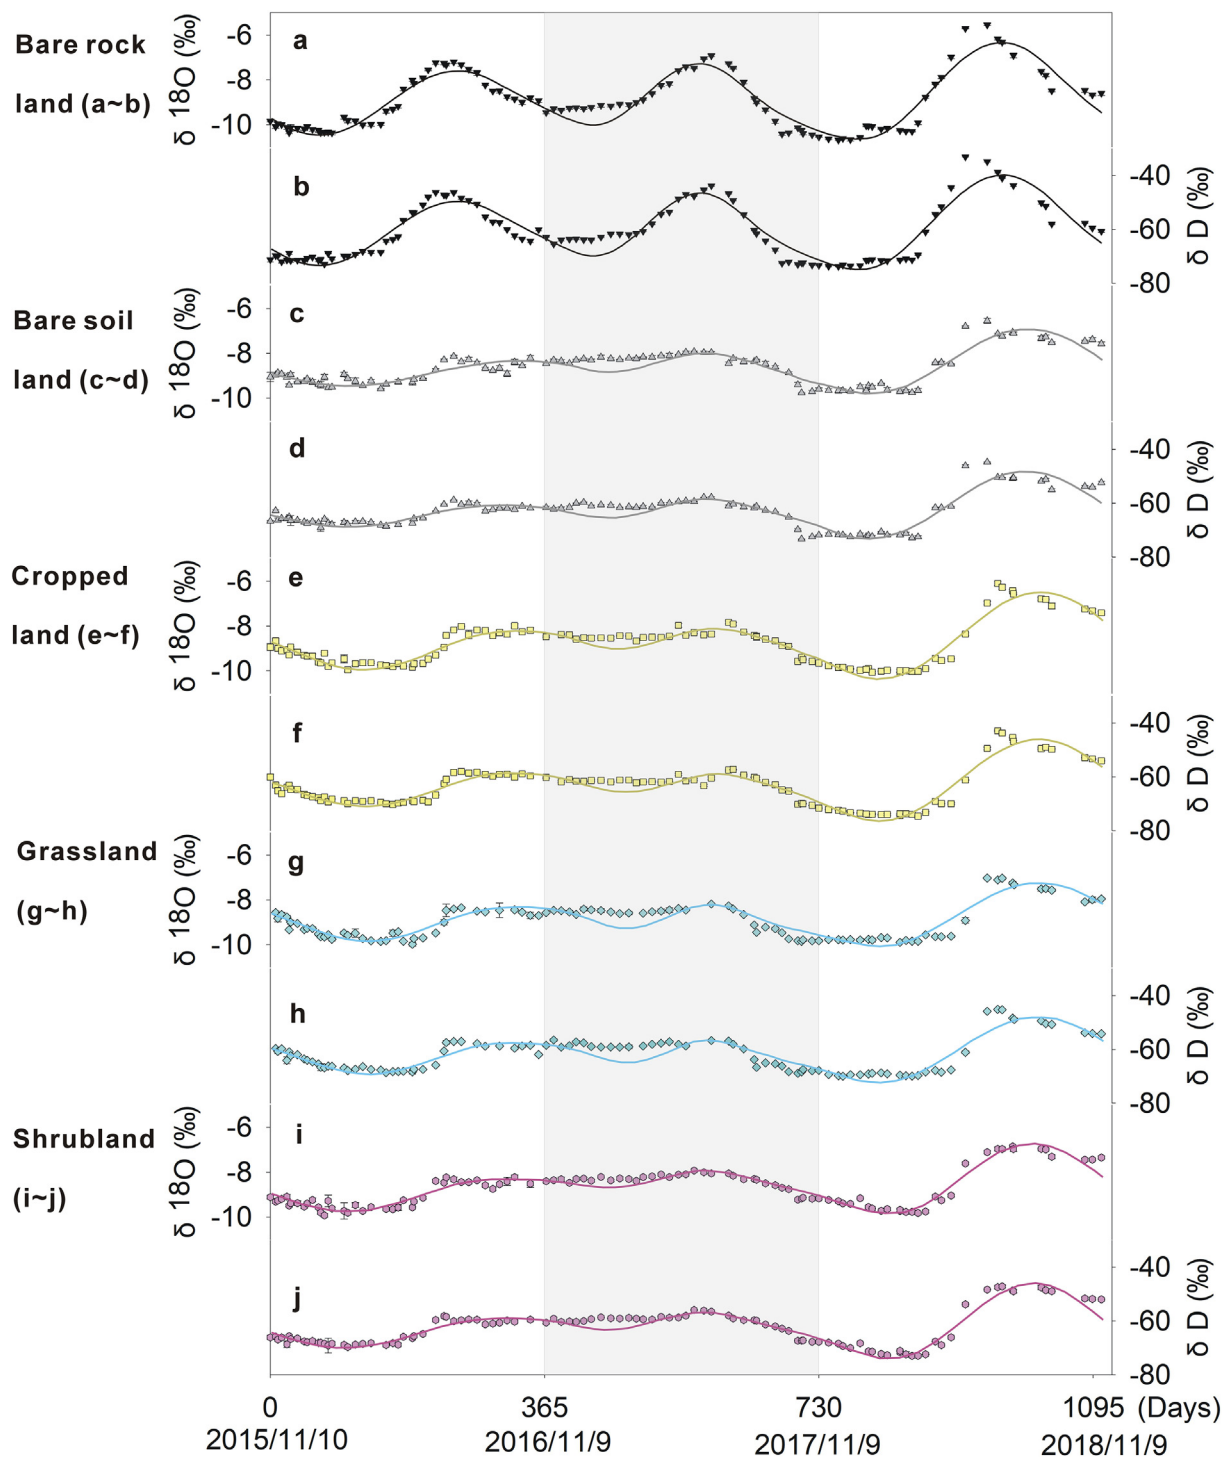 Bare rock
land (a~b)
δ 18O (‰)
-6
-8
-10
a
b
-40
-60
-80
δ D (‰)
Bare soil
land (c~d)
δ 18O (‰)
-6
-8
-10
c
d
-40
-60
-80
δ D (‰)
Cropped
land (e~f)
δ 18O (‰)
-6
-8
-10
e
f
-40
-60
-80
δ D (‰)
Grassland
(g~h)
δ 18O (‰)
-6
-8
-10
g
h
-40
-60
-80
δ D (‰)
Shrubland
(i~j)
δ 18O (‰)
-6
-8
-10
i
j
-40
-60
-80
δ D (‰)
0 365 730 1095 (Days)
2015/11/10 2016/11/9 2017/11/9 2018/11/9